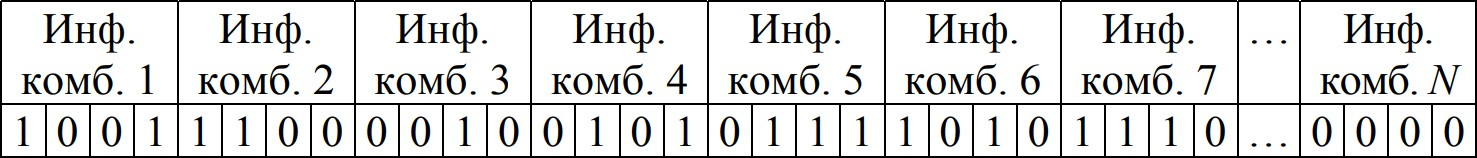 Инф. Инф. Инф. Инф. Инф. Инф. Инф. … Инф.
комб. 1 комб. 2 комб. 3 комб. 4 комб. 5 комб. 6 комб. 7 комб. N
1 0 0 1 1 1 0 0 0 0 1 0 0 1 0 1 0 1 1 1 1 0 1 0 1 1 1 0 … 0 0 0 0